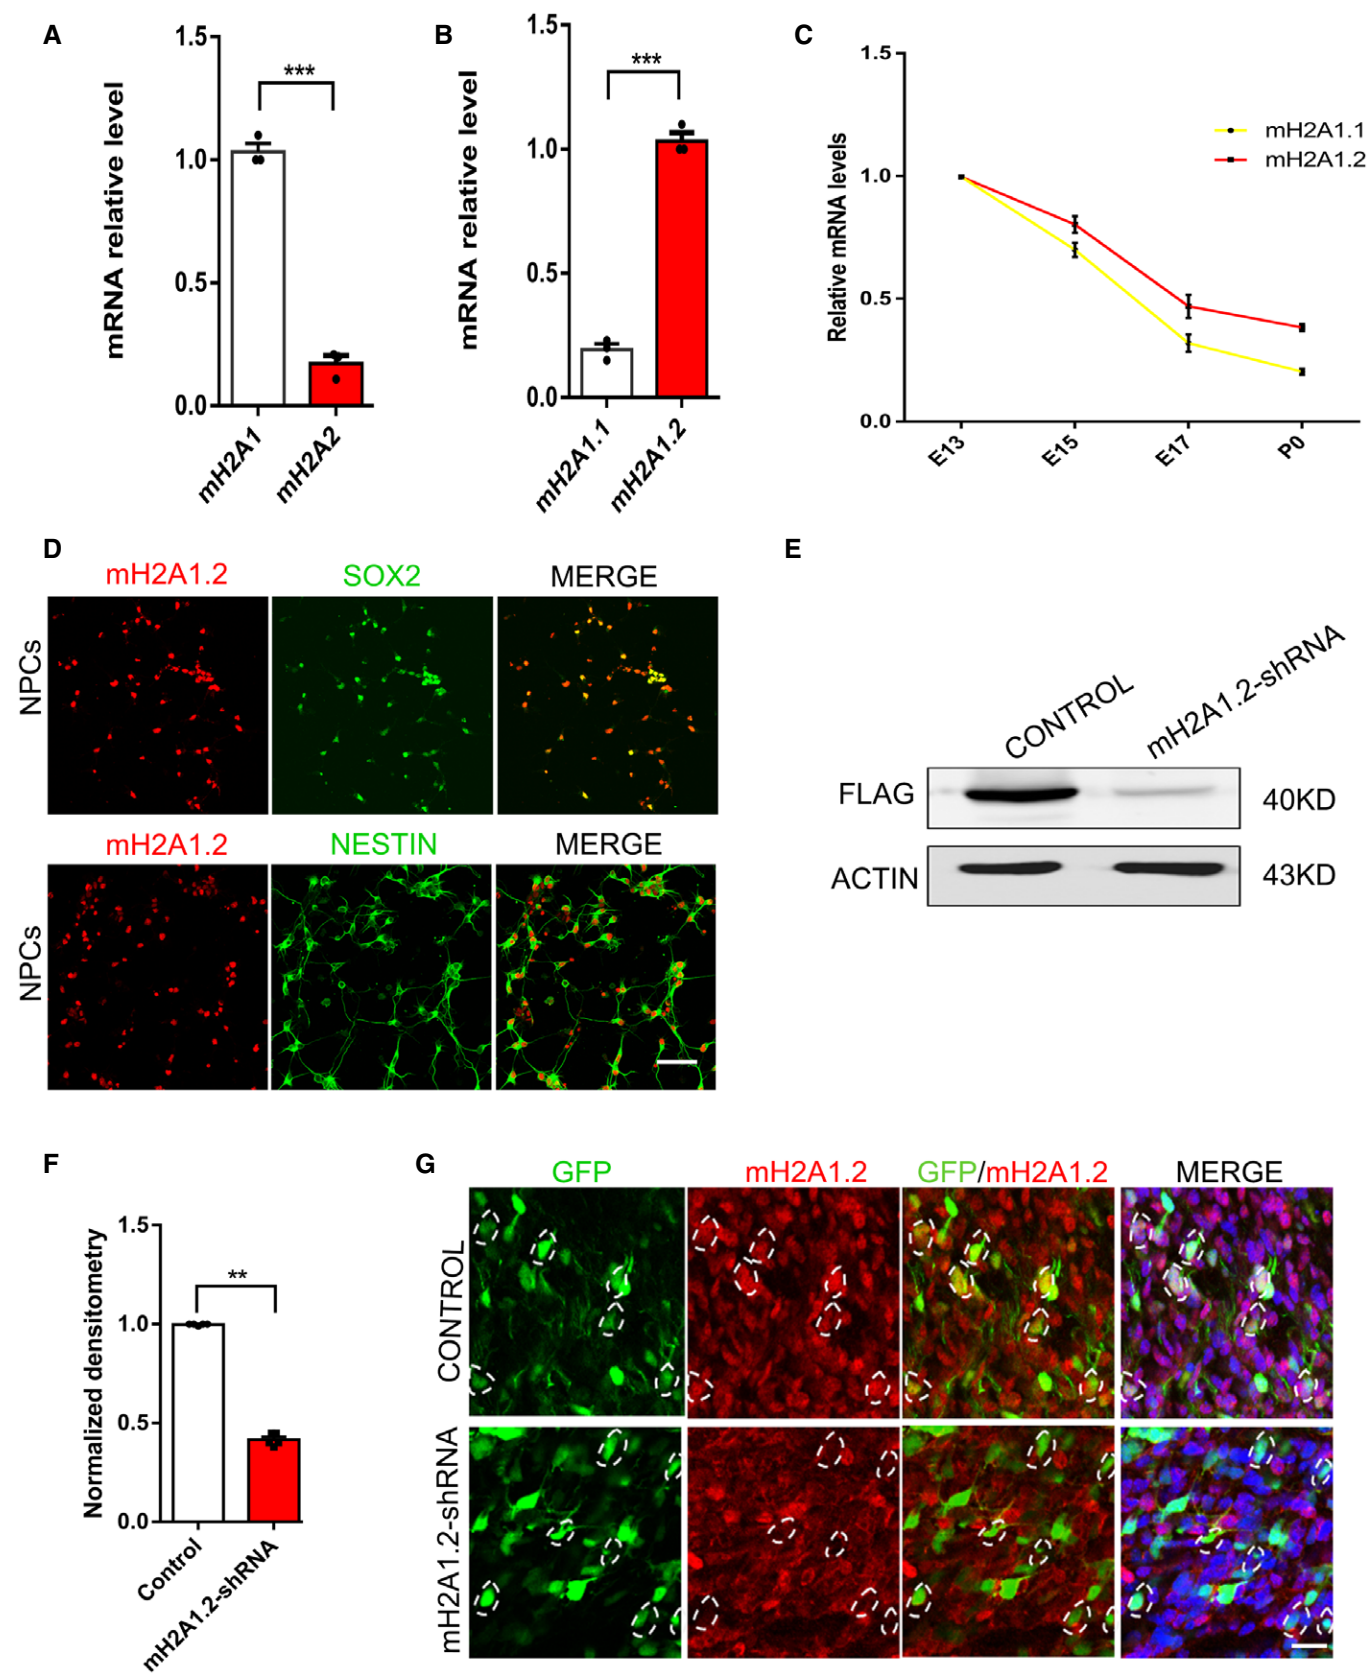 A
1.5
1.0
0.5
0.0
mRNA relative level
***
mH2A1
mH2A2
B
1.5
1.0
0.5
0.0
mRNA relative level
***
mH2A1.1
mH2A1.2
C
1.5
1.0
0.5
0.0
Relative mRNA levels
mH2A1.1
mH2A1.2
E13
E15
E17
P0
D
mH2A1.2
SOX2
MERGE
NPCs
mH2A1.2
NESTIN
MERGE
NPCs
E
CONTROL
mH2A1.2-shRNA
FLAG
40KD
ACTIN
43KD
F
1.5
1.0
0.5
0.0
Normalized densitometry
**
Control
mH2A1.2-shRNA
G
GFP
mH2A1.2
GFP/mH2A1.2
MERGE
CONTROL
mH2A1.2-shRNA